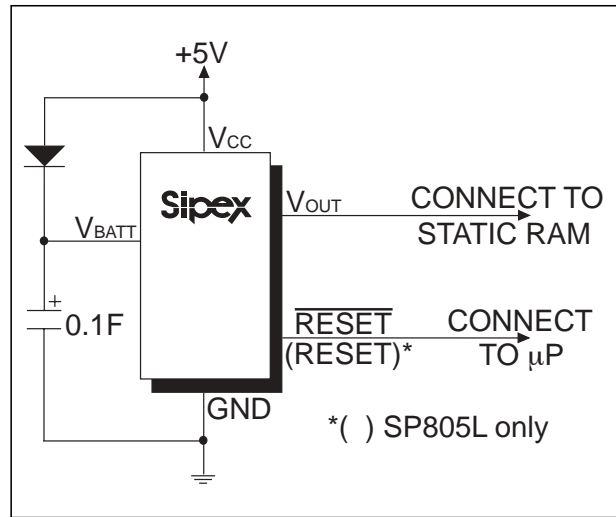 +5V
VCC
Sipex
VOUT
CONNECT TO
STATIC RAM
VBATT
+
0.1F
RESET
(RESET)*
CONNECT
TO μP
GND
*( ) SP805L only